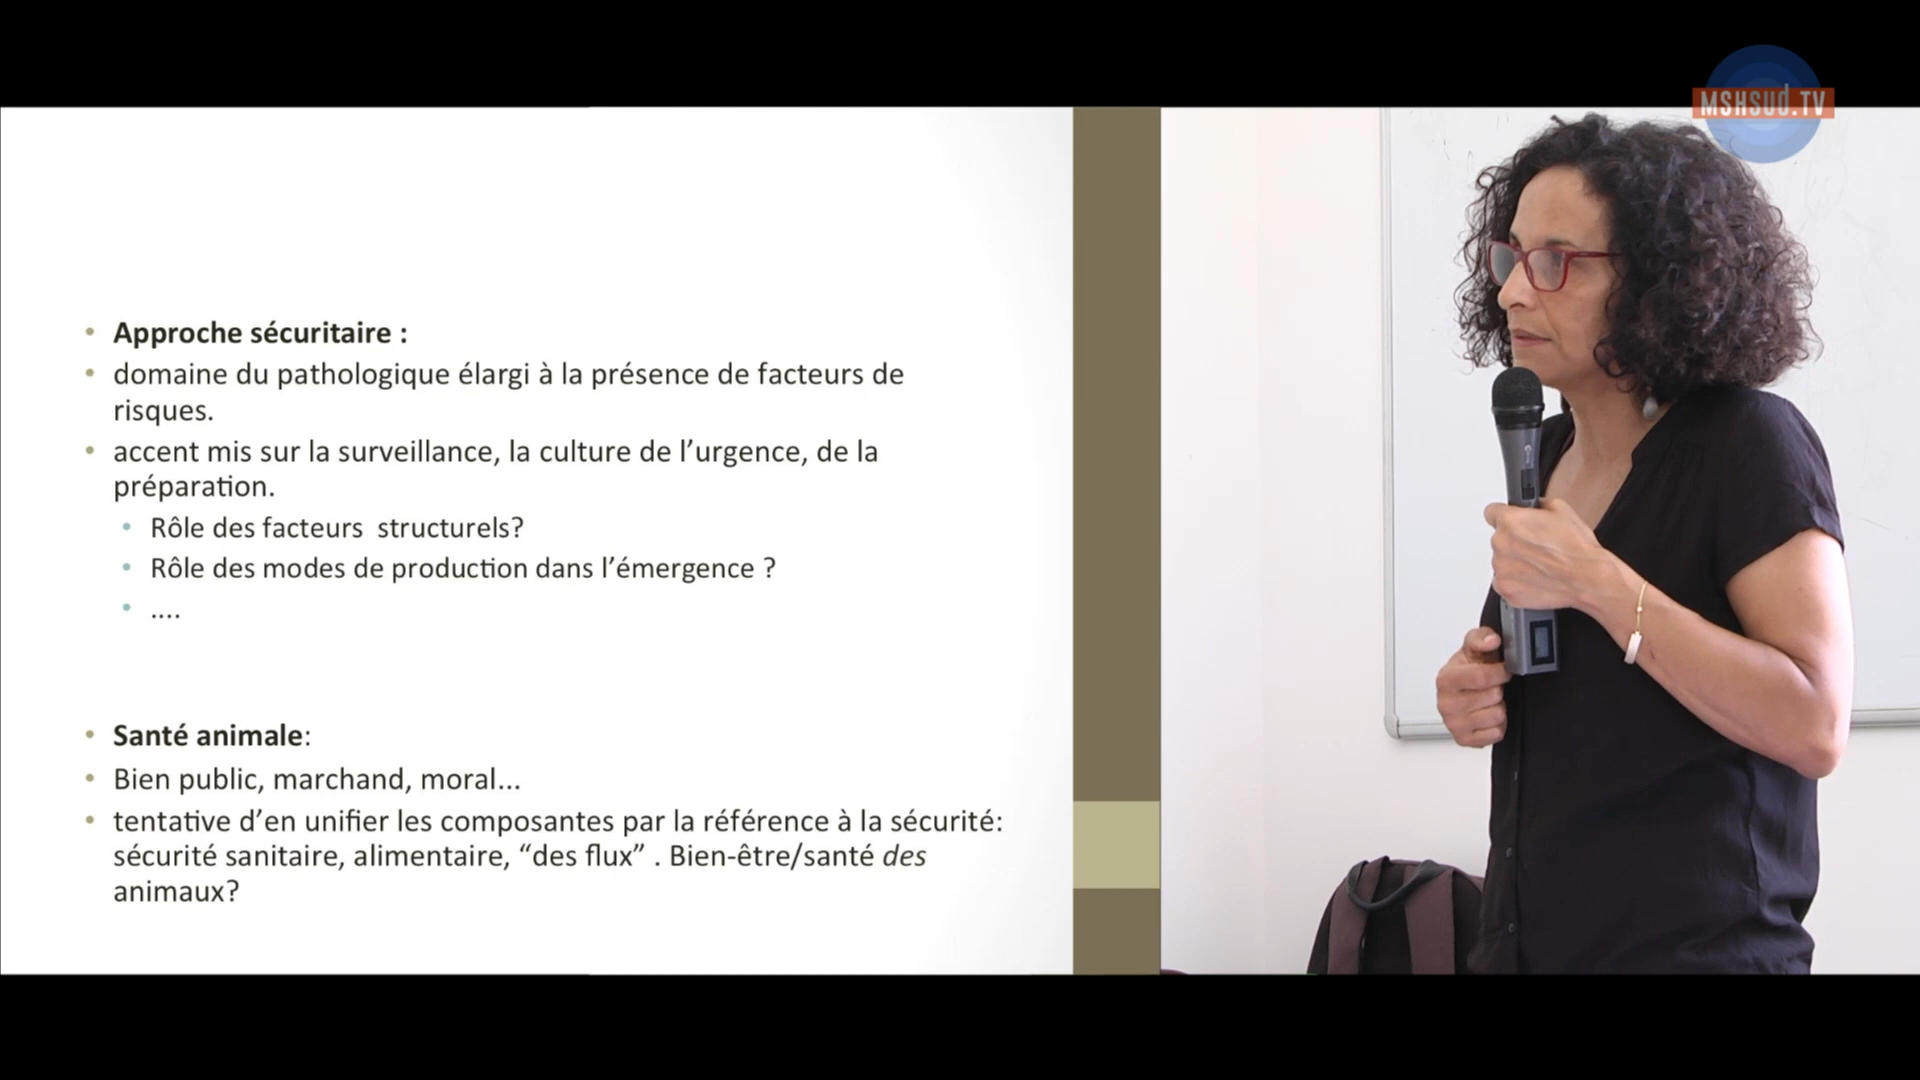 MSHSUD.TV
• Approche sécuritaire :
• domaine du pathologique élargi à la présence de facteurs de
risques.
• accent mis sur la surveillance, la culture de l’urgence, de la
préparation.
• Rôle des facteurs  structurels?
• Rôle des modes de production dans l’émergence ?
• ....
• Santé animale:
• Bien public, marchand, moral...
• tentative d’en unifier les composantes par la référence à la sécurité:
sécurité sanitaire, alimentaire, “des flux” . Bien-être/santé des
animaux?